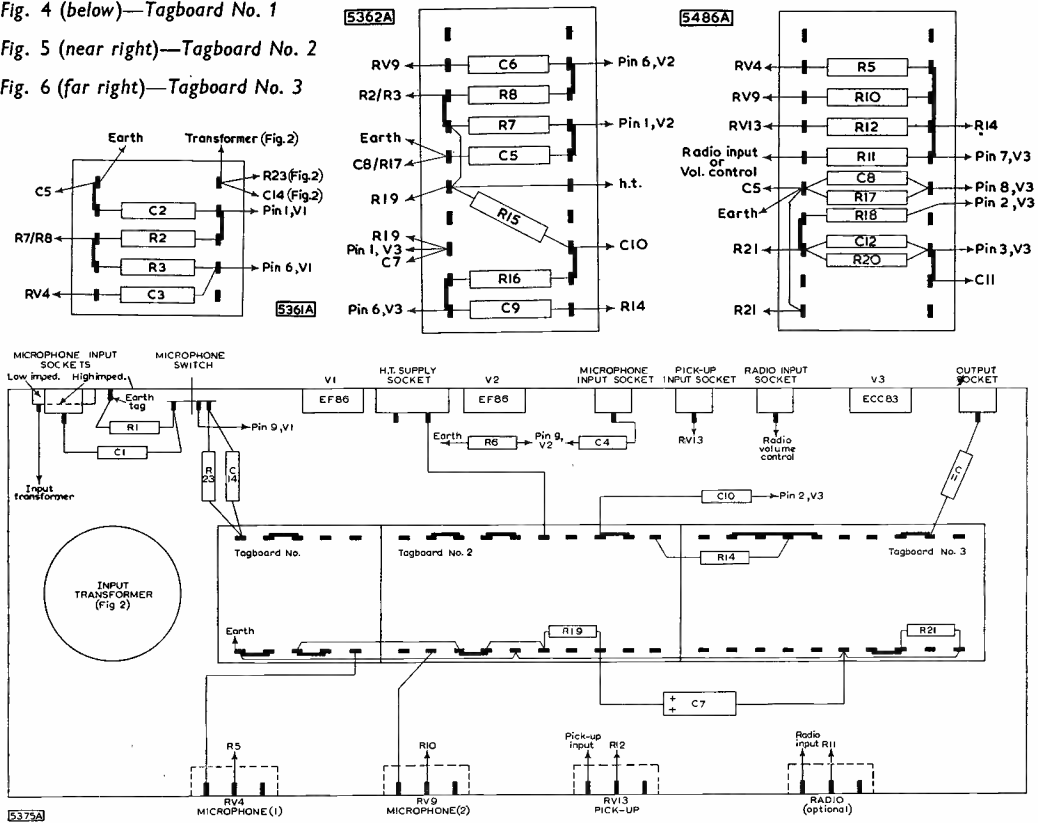 Fig. 4 (below)—Tagboard No. 1
Fig. 5 (near right)—Tagboard No. 2
Fig. 6 (far right)—Tagboard No. 3
Earth
Transformer (Fig.2)
C5
R23 (Fig.2)
C14 (Fig.2)
C2
Pin 1, V1
R7/R8
R2
R3
Pin 6, V1
RV4
C3
5361A
5362A
RV9
C6
Pin 6, V2
R2/R3
R8
R7
Pin 1, V2
Earth
C8/R17
C5
R19
h.t.
R15
R19
Pin 1, V3
C7
C10
R16
Pin 6, V3
C9
R14
5486A
RV4
R5
RV9
R10
RV13
R12
R14
Radio input
or
Vol. control
R11
Pin 7, V3
C8
C5
Pin 8, V3
R17
Earth
R18
Pin 2, V3
C12
R21
Pin 3, V3
R20
C11
R21
MICROPHONE INPUT
SOCKETS
Low imped. High imped.
MICROPHONE
SWITCH
V1
EF86
H.T. SUPPLY
SOCKET
V2
EF86
MICROPHONE
INPUT SOCKET
PICK-UP
INPUT SOCKET
RADIO INPUT
SOCKET
V3
ECC83
OUTPUT
SOCKET
Earth
tag
R1
C1
Pin 9, V1
Input
transformer
R
23
C
14
Earth
R6
Pin 9,
V2
C4
RV13
Radio
volume
control
C11
C10
Pin 2, V3
Tagboard No.
Tagboard No. 2
R14
Tagboard No. 3
INPUT
TRANSFORMER
(Fig 2)
Earth
R19
R21
+
+
C7
R5
R10
Pick-up
input
R12
Radio
input
R11
RV4
MICROPHONE (1)
RV9
MICROPHONE (2)
RV13
PICK-UP
RADIO
(optional)
5375A